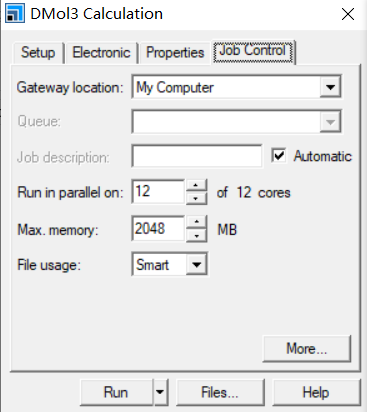 DMol3 Calculation
Setup Electronic Properties Job Control
Gateway location: My Computer
Queue:
Job description: Automatic
Run in parallel on: 12 of 12 cores
Max. memory: 2048 MB
File usage: Smart
More...
Run Files... Help